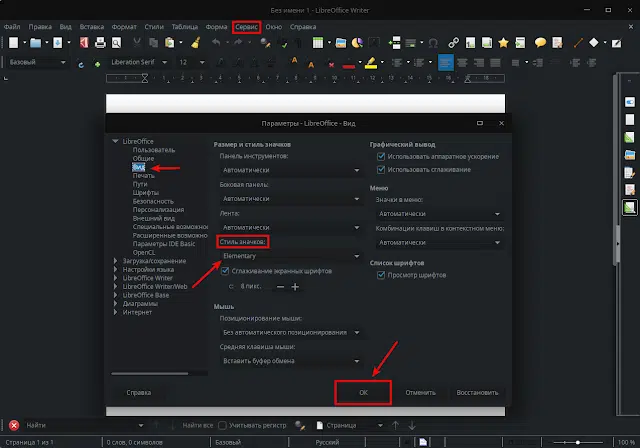 Без имени 1 - LibreOffice Writer
Файл Правка Вид Вставка Формат Стили Таблица Форма Сервис Окно Справка
Базовый Liberation Serif 12
Параметры - LibreOffice - Вид
LibreOffice
Пользователь
Общие
Вид
Печать
Пути
Шрифты
Безопасность
Персонализация
Внешний вид
Специальные возможно
Расширенные возможно
Параметры IDE Basic
OpenCL
Загрузка/сохранение
Настройки языка
LibreOffice Writer
LibreOffice Writer/Web
LibreOffice Base
Диаграммы
Интернет
Размер и стиль значков
Панель инструментов:
Автоматически
Боковая панель:
Автоматически
Лента:
Автоматически
Стиль значков:
Elementary
Сглаживание экранных шрифтов
с: 8 пикс.
Мышь
Позиционирование мыши:
Без автоматического позиционирования
Средняя клавиша мыши:
Вставить буфер обмена
Графический вывод
Использовать аппаратное ускорение
Использовать сглаживание
Меню
Значки в меню:
Автоматически
Комбинации клавиш в контекстном меню:
Автоматически
Список шрифтов
Просмотр шрифтов
Справка OK Отменить Восстановить
Найти Найти все Учитывать регистр Страница
Страница 1 из 1 0 слов, 0 символов Базовый Русский 100 %